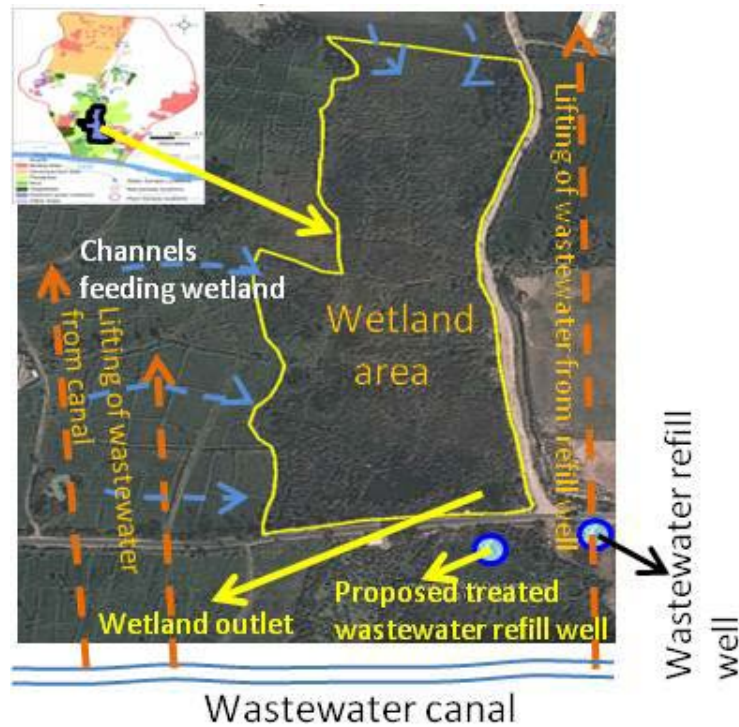 Channels
feeding wetland
Wetland
area
Lifting of wastewater
from canal
Lifting of wastewater from refill well
Wastewater refill
well
Wetland outlet
Proposed treated
wastewater refill well
Wastewater canal